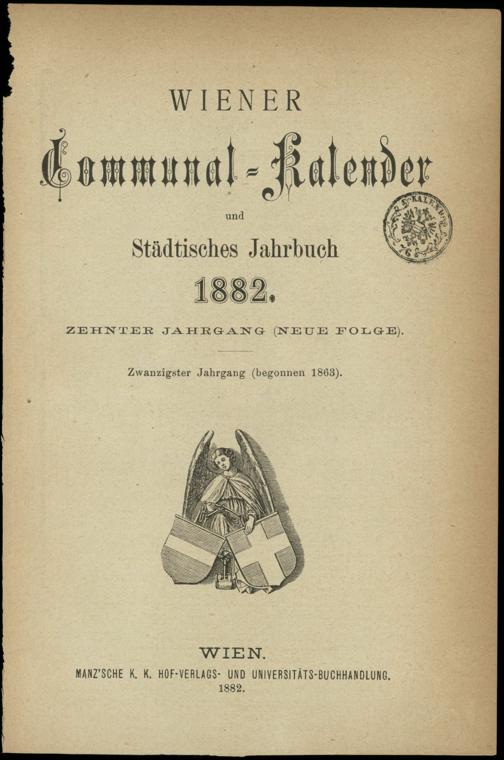 WIENER
Communal-Kalender
und
Städtisches Jahrbuch
1882.
ZEHNTER JAHRGANG (NEUE FOLGE).
Zwanzigster Jahrgang (begonnen 1863).
WIEN.
MANZ'SCHE K. K. HOF-VERLAGS- UND UNIVERSITÄTS-BUCHHANDLUNG.
1882.